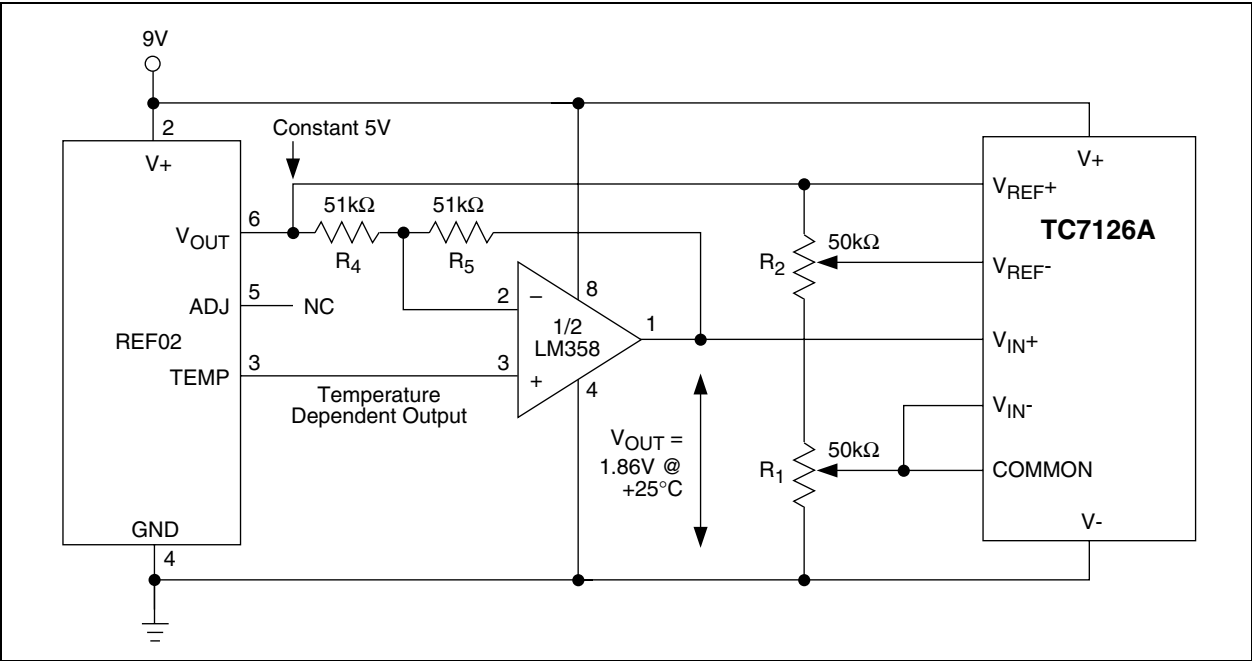 9V
2
V+
Constant 5V
6
VOUT
51kΩ
R4
51kΩ
R5
5
ADJ
NC
REF02
3
TEMP
Temperature
Dependent Output
GND
4
2
–
3
+
8
1/2
LM358
1
4
VOUT =
1.86V @
+25°C
50kΩ
R2
50kΩ
R1
V+
VREF+
TC7126A
VREF-
VIN+
VIN-
COMMON
V-